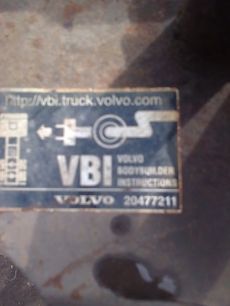 http://vbi.truck.volvo.com
VBI
VOLVO
BODYBUILDER
INSTRUCTIONS
VOLVO 20477211